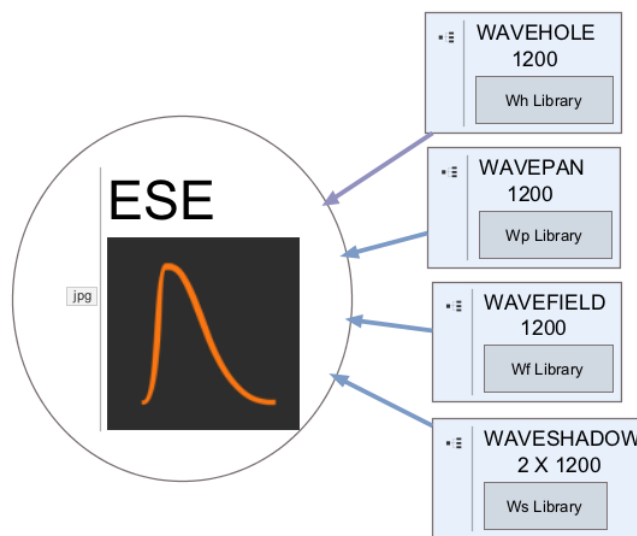 ESE
jpg
WAVEHOLE
1200
Wh Library
WAVEPAN
1200
Wp Library
WAVEFIELD
1200
Wf Library
WAVESHADOW
2 X 1200
Ws Library